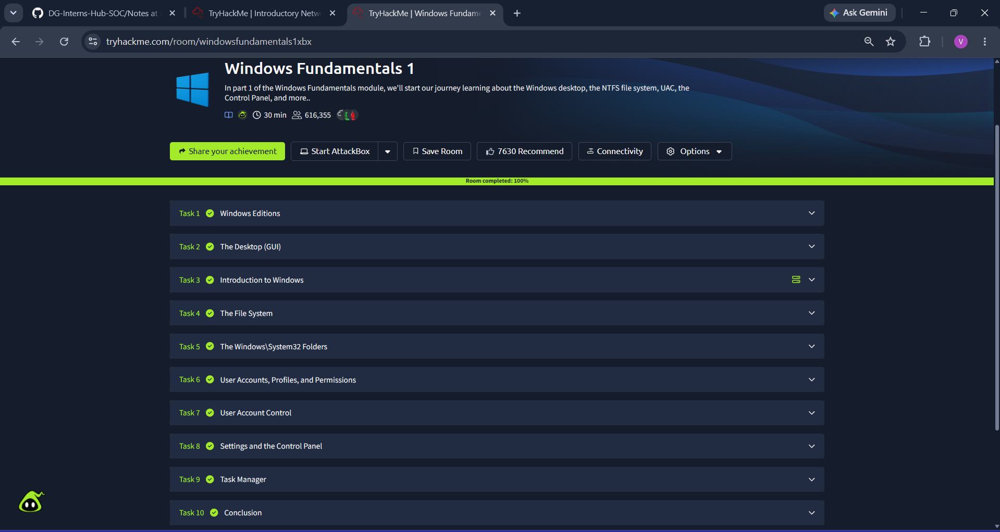 DG-Interns-Hub-SOC/Notes at
TryHackMe | Introductory Netw
TryHackMe | Windows Fundame
Ask Gemini
tryhackme.com/room/windowsfundamentals1xbx
V
Windows Fundamentals 1
In part 1 of the Windows Fundamentals module, we'll start our journey learning about the Windows desktop, the NTFS file system, UAC, the
Control Panel, and more..
30 min 616,355
Share your achievement Start AttackBox Save Room 7630 Recommend Connectivity Options
Room completed: 100%
Task 1 Windows Editions
Task 2 The Desktop (GUI)
Task 3 Introduction to Windows
Task 4 The File System
Task 5 The Windows\System32 Folders
Task 6 User Accounts, Profiles, and Permissions
Task 7 User Account Control
Task 8 Settings and the Control Panel
Task 9 Task Manager
Task 10 Conclusion